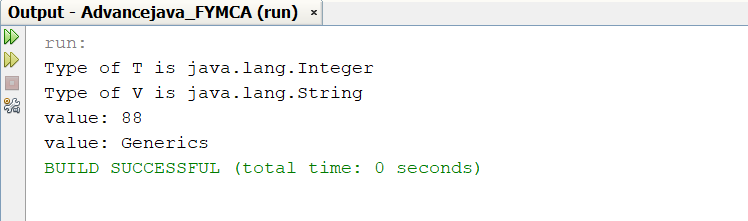 Output - Advancejava_FYMCA (run) ×
run:
Type of T is java.lang.Integer
Type of V is java.lang.String
value: 88
value: Generics
BUILD SUCCESSFUL (total time: 0 seconds)